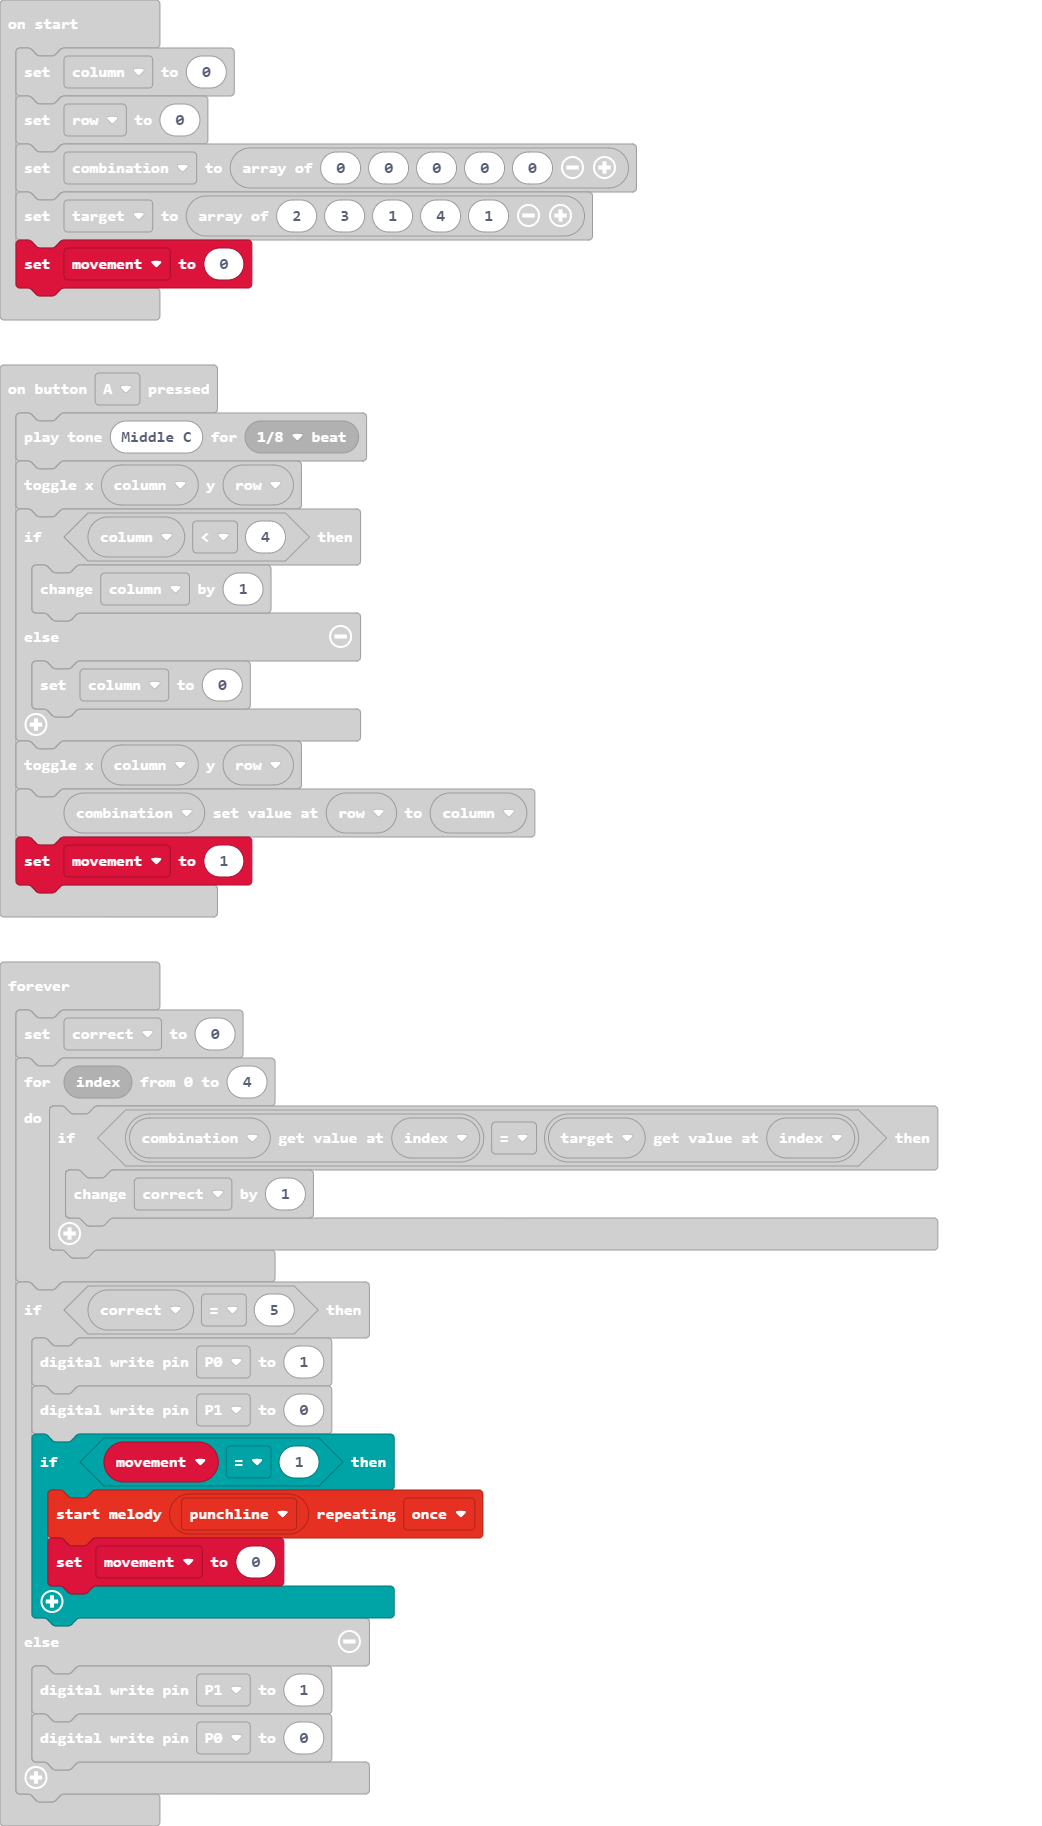 on start
set column to 0
set row to 0
set combination to array of 0 0 0 0 0
set target to array of 2 3 1 4 1
set movement to 0
on button A pressed
play tone Middle C for 1/8 beat
toggle x column y row
if column < 4 then
change column by 1
else
set column to 0
toggle x column y row
combination set value at row to column
set movement to 1
forever
set correct to 0
for index from 0 to 4
do
if combination get value at index = target get value at index then
change correct by 1
if correct = 5 then
digital write pin P0 to 1
digital write pin P1 to 0
if movement = 1 then
start melody punchline repeating once
set movement to 0
else
digital write pin P1 to 1
digital write pin P0 to 0